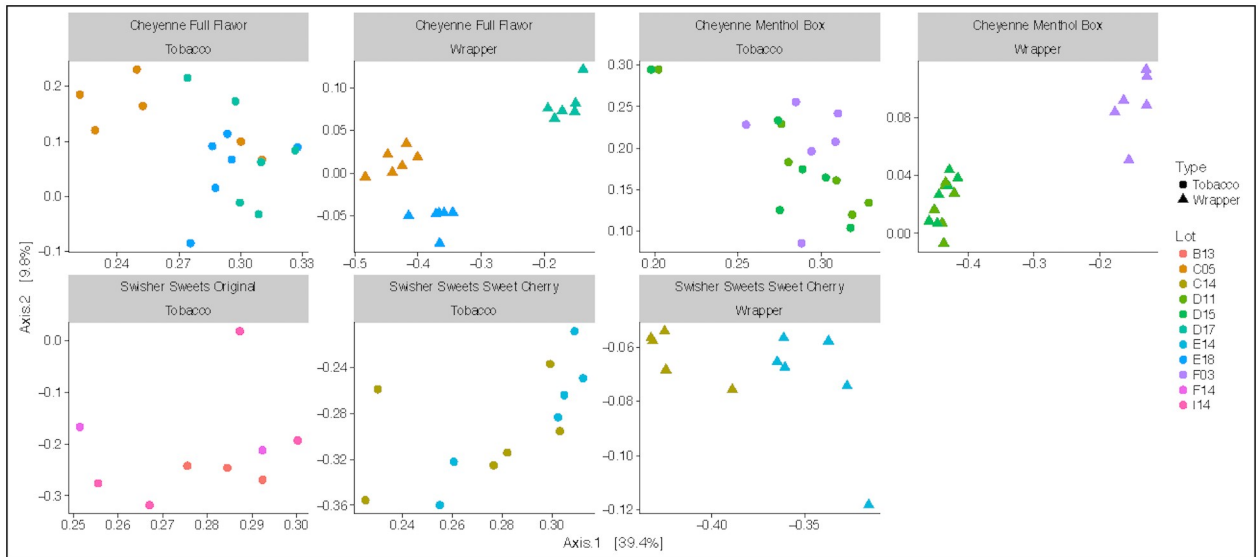 Cheyenne Full Flavor
Tobacco
Cheyenne Full Flavor
Wrapper
Cheyenne Menthol Box
Tobacco
Cheyenne Menthol Box
Wrapper
0.2
0.1
0.0
-0.1
0.24
0.27
0.30
0.33
0.10
0.05
0.00
-0.05
-0.5
-0.4
-0.3
-0.2
0.30
0.25
0.20
0.15
0.10
0.20
0.25
0.30
0.08
0.04
0.00
-0.4
-0.3
-0.2
-0.1
Swisher Sweets Original
Tobacco
Swisher Sweets Sweet Cherry
Tobacco
Swisher Sweets Sweet Cherry
Wrapper
0.0
-0.1
-0.2
-0.3
0.25
0.26
0.27
0.28
0.29
0.30
-0.24
-0.28
-0.32
-0.36
0.24
0.26
0.28
0.30
-0.06
-0.08
-0.10
-0.12
-0.40
-0.35
Axis.2 [9.8%]
Axis.1 [39.4%]
Type
Tobacco
Wrapper
Lot
B13
C05
C14
D11
D15
D17
E14
E18
F03
F14
I14